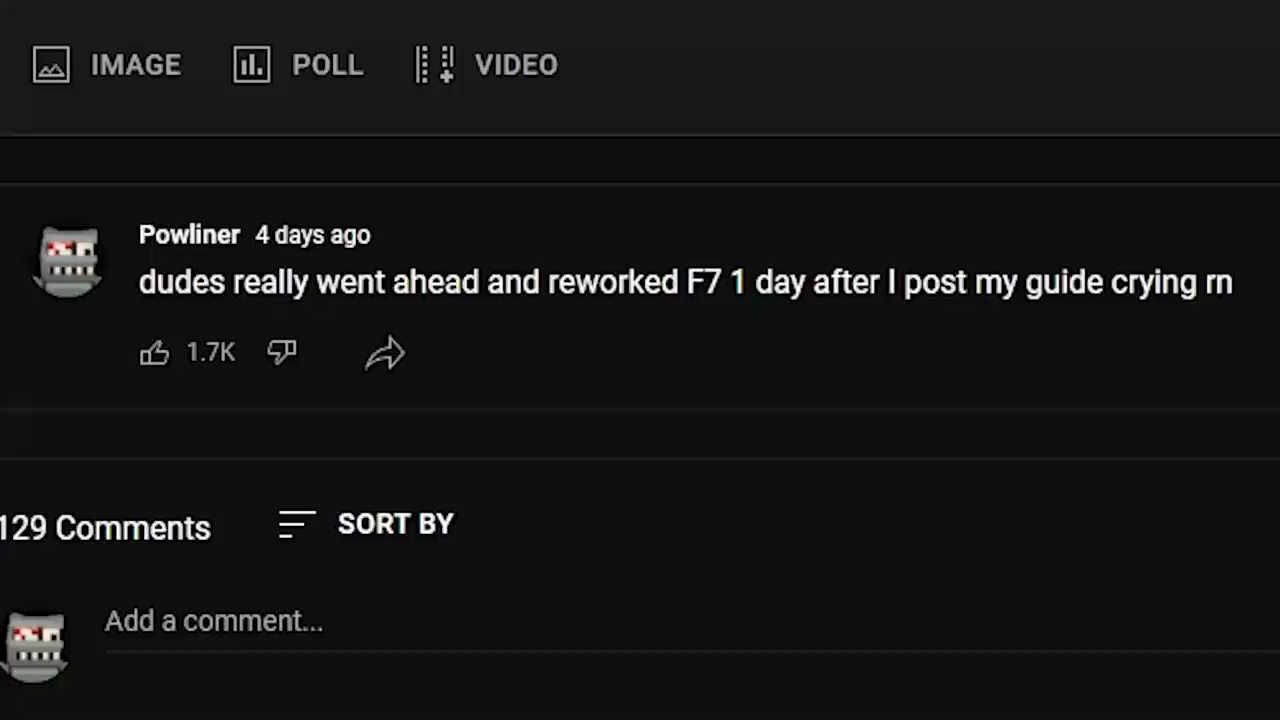 IMAGE POLL VIDEO
Powliner 4 days ago
dudes really went ahead and reworked F7 1 day after I post my guide crying rn
1.7K
129 Comments SORT BY
Add a comment...